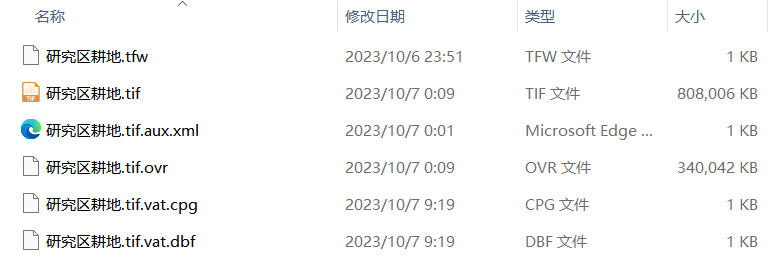 名称 修改日期 类型 大小
研究区耕地.tfw 2023/10/6 23:51 TFW 文件 1 KB
研究区耕地.tif 2023/10/7 0:09 TIF 文件 808,006 KB
研究区耕地.tif.aux.xml 2023/10/7 0:01 Microsoft Edge ... 1 KB
研究区耕地.tif.ovr 2023/10/7 0:09 OVR 文件 340,042 KB
研究区耕地.tif.vat.cpg 2023/10/7 9:19 CPG 文件 1 KB
研究区耕地.tif.vat.dbf 2023/10/7 9:19 DBF 文件 1 KB